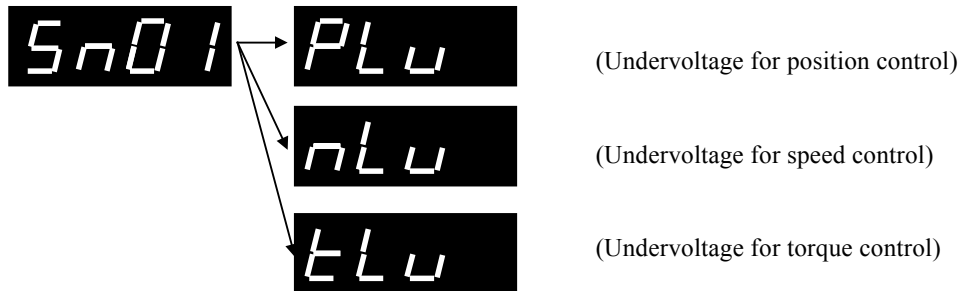 Sn01 PLu (Undervoltage for position control)
nLu (Undervoltage for speed control)
tLu (Undervoltage for torque control)